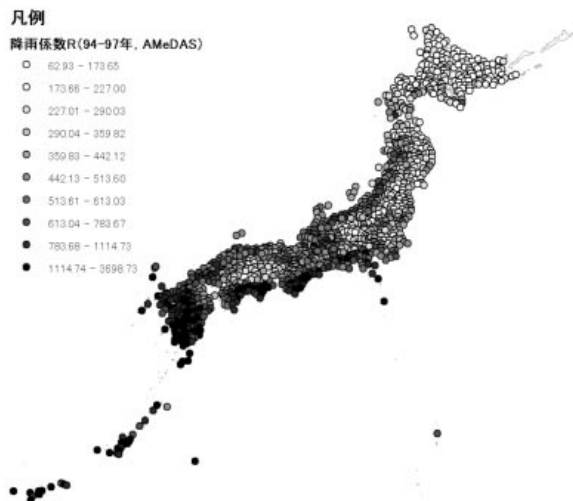 凡例
降雨係数R(94-97年, AMeDAS)
62.93 - 173.65
173.66 - 227.00
227.01 - 290.03
290.04 - 359.82
359.83 - 442.12
442.13 - 513.60
513.61 - 613.03
613.04 - 783.67
783.68 - 1114.73
1114.74 - 3698.73